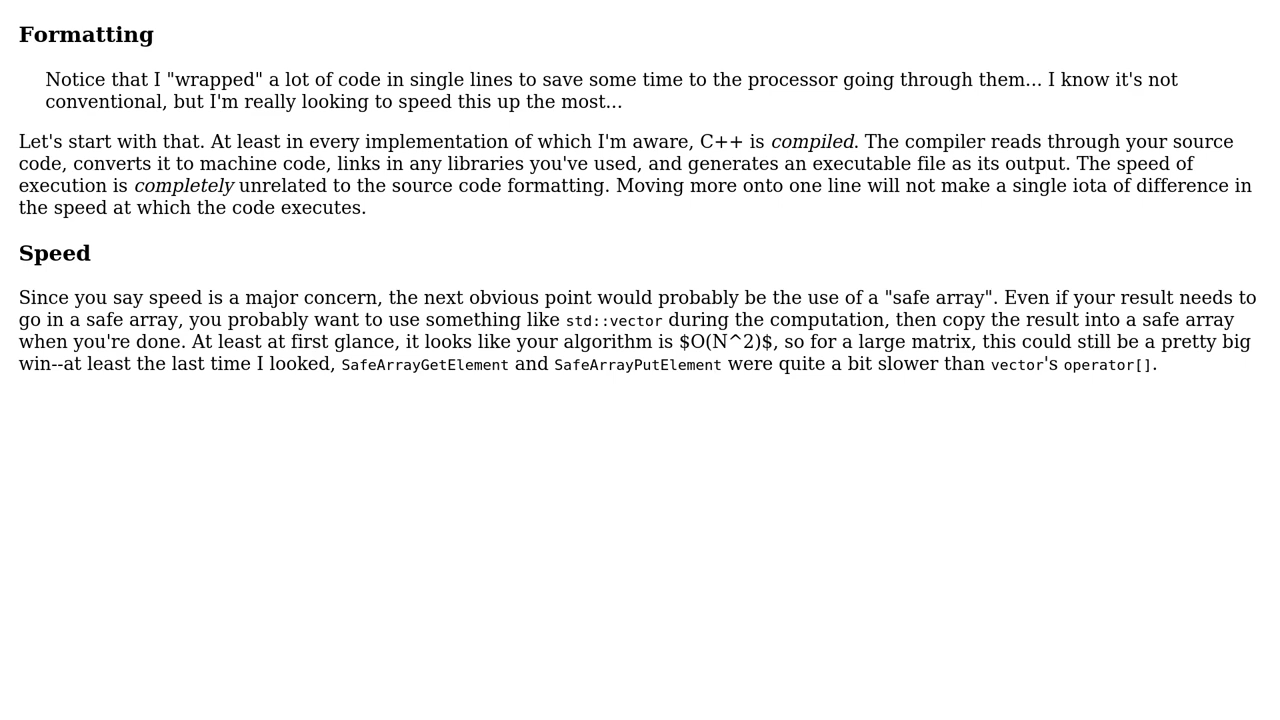 Formatting
Notice that I "wrapped" a lot of code in single lines to save some time to the processor going through them... I know it's not
conventional, but I'm really looking to speed this up the most...
Let's start with that. At least in every implementation of which I'm aware, C++ is compiled. The compiler reads through your source
code, converts it to machine code, links in any libraries you've used, and generates an executable file as its output. The speed of
execution is completely unrelated to the source code formatting. Moving more onto one line will not make a single iota of difference in
the speed at which the code executes.
Speed
Since you say speed is a major concern, the next obvious point would probably be the use of a "safe array". Even if your result needs to
go in a safe array, you probably want to use something like std::vector during the computation, then copy the result into a safe array
when you're done. At least at first glance, it looks like your algorithm is $O(N^2)$, so for a large matrix, this could still be a pretty big
win--at least the last time I looked, SafeArrayGetElement and SafeArrayPutElement were quite a bit slower than vector's operator[].